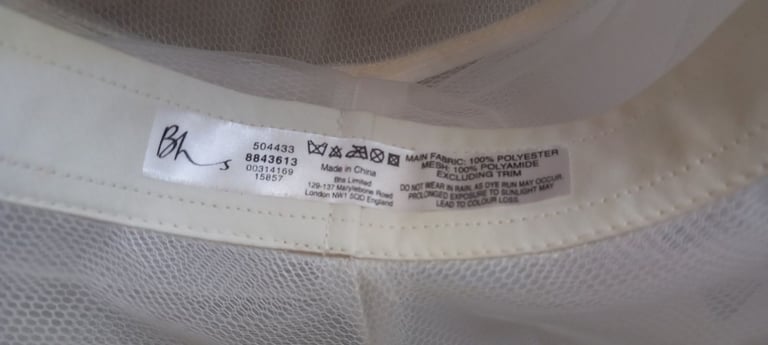 Bhs
504433
8843613
00314169
15857
Made in China
Bhs Limited
129-137 Marylebone Road
London NW1 5QD England
MAIN FABRIC: 100% POLYESTER
MESH: 100% POLYAMIDE
EXCLUDING TRIM
DO NOT WEAR IN RAIN, AS DYE RUN MAY OCCUR.
PROLONGED EXPOSURE TO SUNLIGHT MAY
LEAD TO COLOUR LOSS.